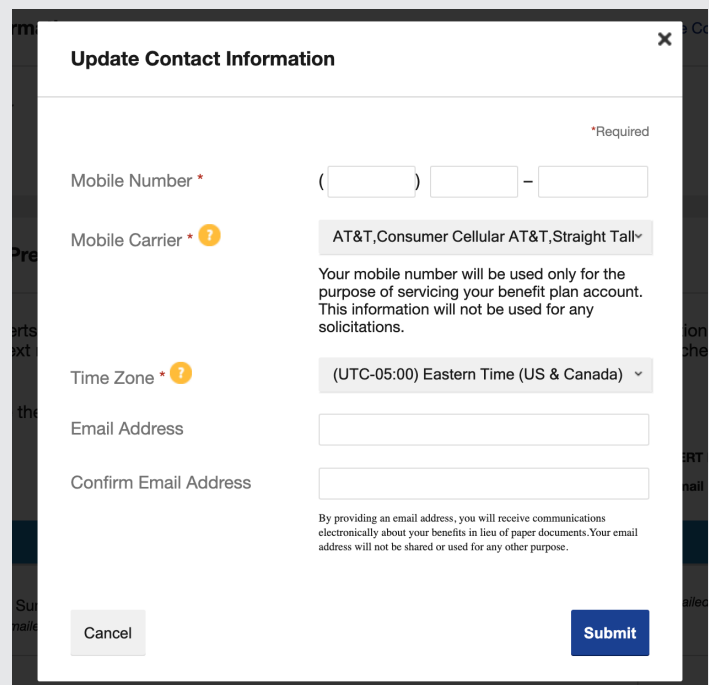 Update Contact Information
*Required
Mobile Number *
( ) –
Mobile Carrier * ?
AT&T,Consumer Cellular AT&T,Straight Tall
Your mobile number will be used only for the
purpose of servicing your benefit plan account.
This information will not be used for any
solicitations.
Time Zone * ?
(UTC-05:00) Eastern Time (US & Canada)
Email Address
Confirm Email Address
By providing an email address, you will receive communications
electronically about your benefits in lieu of paper documents.Your email
address will not be shared or used for any other purpose.
Cancel
Submit